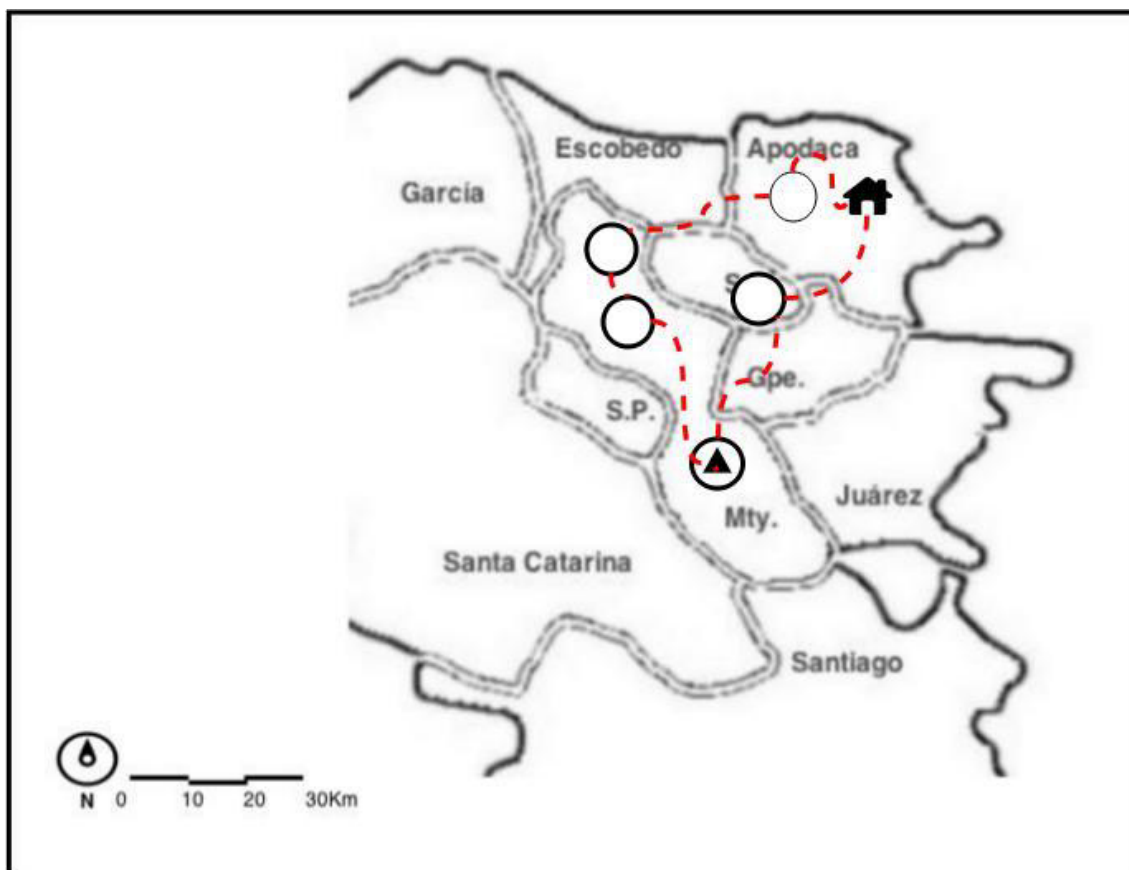 Escobedo
Apodaca
García
S
Gpe.
S.P.
Juárez
Mty.
Santa Catarina
Santiago
N 0 10 20 30Km